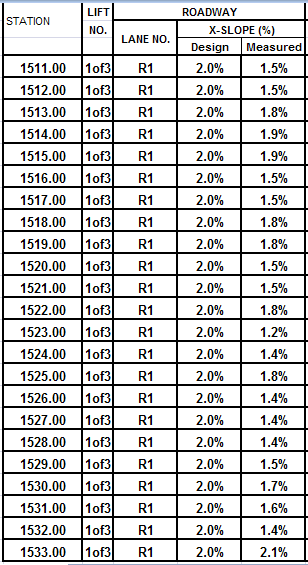 STATION LIFT NO. ROADWAY
LANE NO. X-SLOPE (%)
Design Measured
1511.00 1of3 R1 2.0% 1.5%
1512.00 1of3 R1 2.0% 1.5%
1513.00 1of3 R1 2.0% 1.8%
1514.00 1of3 R1 2.0% 1.9%
1515.00 1of3 R1 2.0% 1.9%
1516.00 1of3 R1 2.0% 1.5%
1517.00 1of3 R1 2.0% 1.5%
1518.00 1of3 R1 2.0% 1.8%
1519.00 1of3 R1 2.0% 1.8%
1520.00 1of3 R1 2.0% 1.5%
1521.00 1of3 R1 2.0% 1.5%
1522.00 1of3 R1 2.0% 1.8%
1523.00 1of3 R1 2.0% 1.2%
1524.00 1of3 R1 2.0% 1.4%
1525.00 1of3 R1 2.0% 1.8%
1526.00 1of3 R1 2.0% 1.4%
1527.00 1of3 R1 2.0% 1.4%
1528.00 1of3 R1 2.0% 1.4%
1529.00 1of3 R1 2.0% 1.5%
1530.00 1of3 R1 2.0% 1.7%
1531.00 1of3 R1 2.0% 1.6%
1532.00 1of3 R1 2.0% 1.4%
1533.00 1of3 R1 2.0% 2.1%